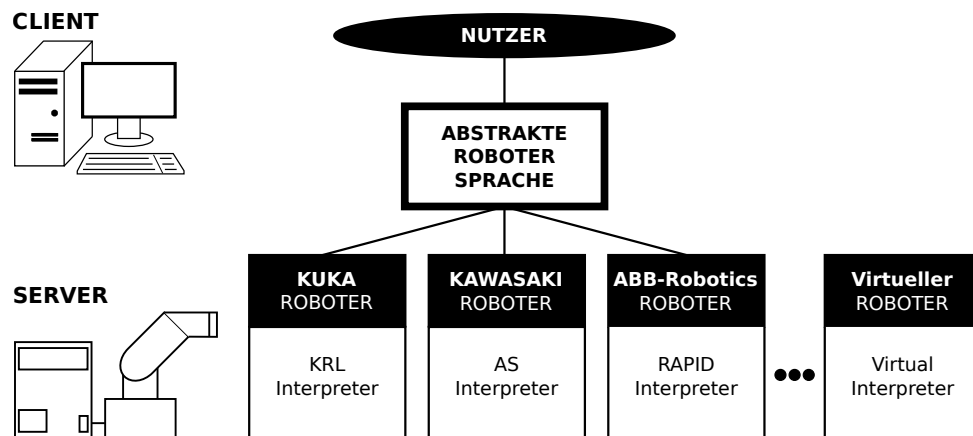 CLIENT
NUTZER
ABSTRAKTE
ROBOTER
SPRACHE
SERVER
KUKA
ROBOTER
KRL
Interpreter
KAWASAKI
ROBOTER
AS
Interpreter
ABB-Robotics
ROBOTER
RAPID
Interpreter
Virtueller
ROBOTER
Virtual
Interpreter